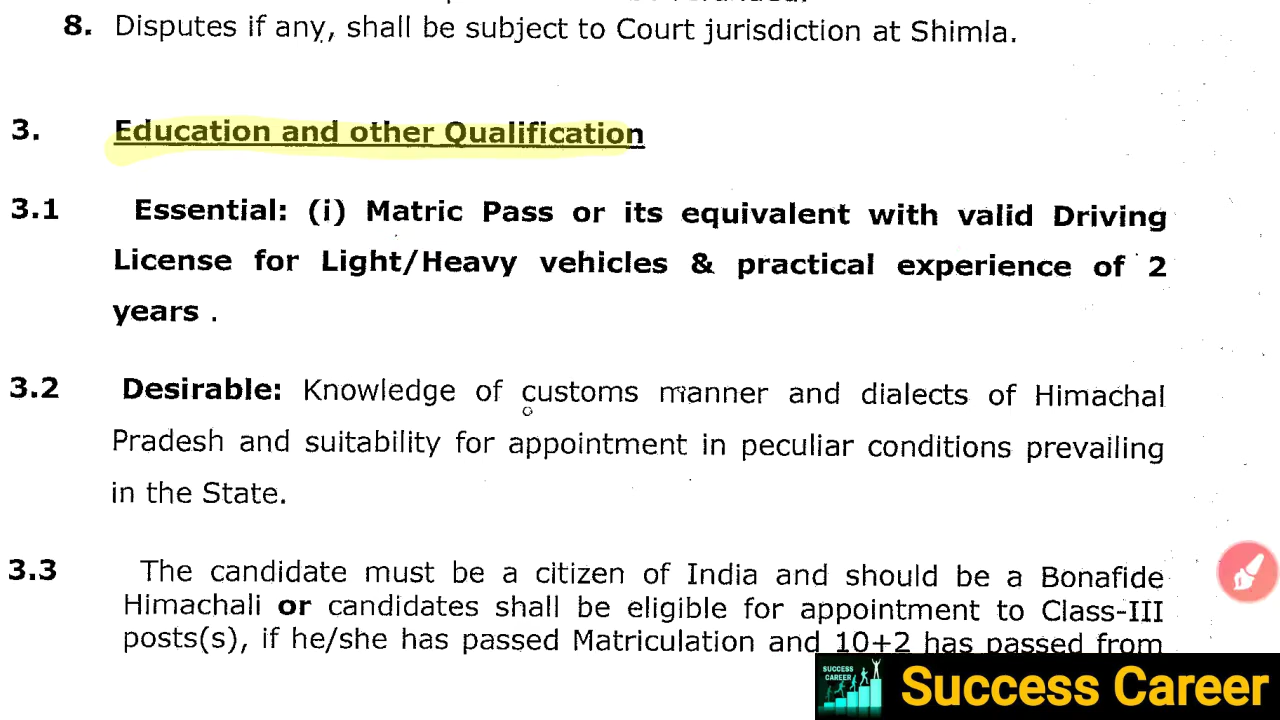 8. Disputes if any, shall be subject to Court jurisdiction at Shimla.
3. Education and other Qualification
3.1 Essential: (i) Matric Pass or its equivalent with valid Driving
License for Light/Heavy vehicles & practical experience of 2
years .
3.2 Desirable: Knowledge of customs manner and dialects of Himachal
Pradesh and suitability for appointment in peculiar conditions prevailing
in the State.
3.3 The candidate must be a citizen of India and should be a Bonafide
Himachali or candidates shall be eligible for appointment to Class-III
posts(s), if he/she has passed Matriculation and 10+2 has passed from
SUCCESS
CAREER
Success Career